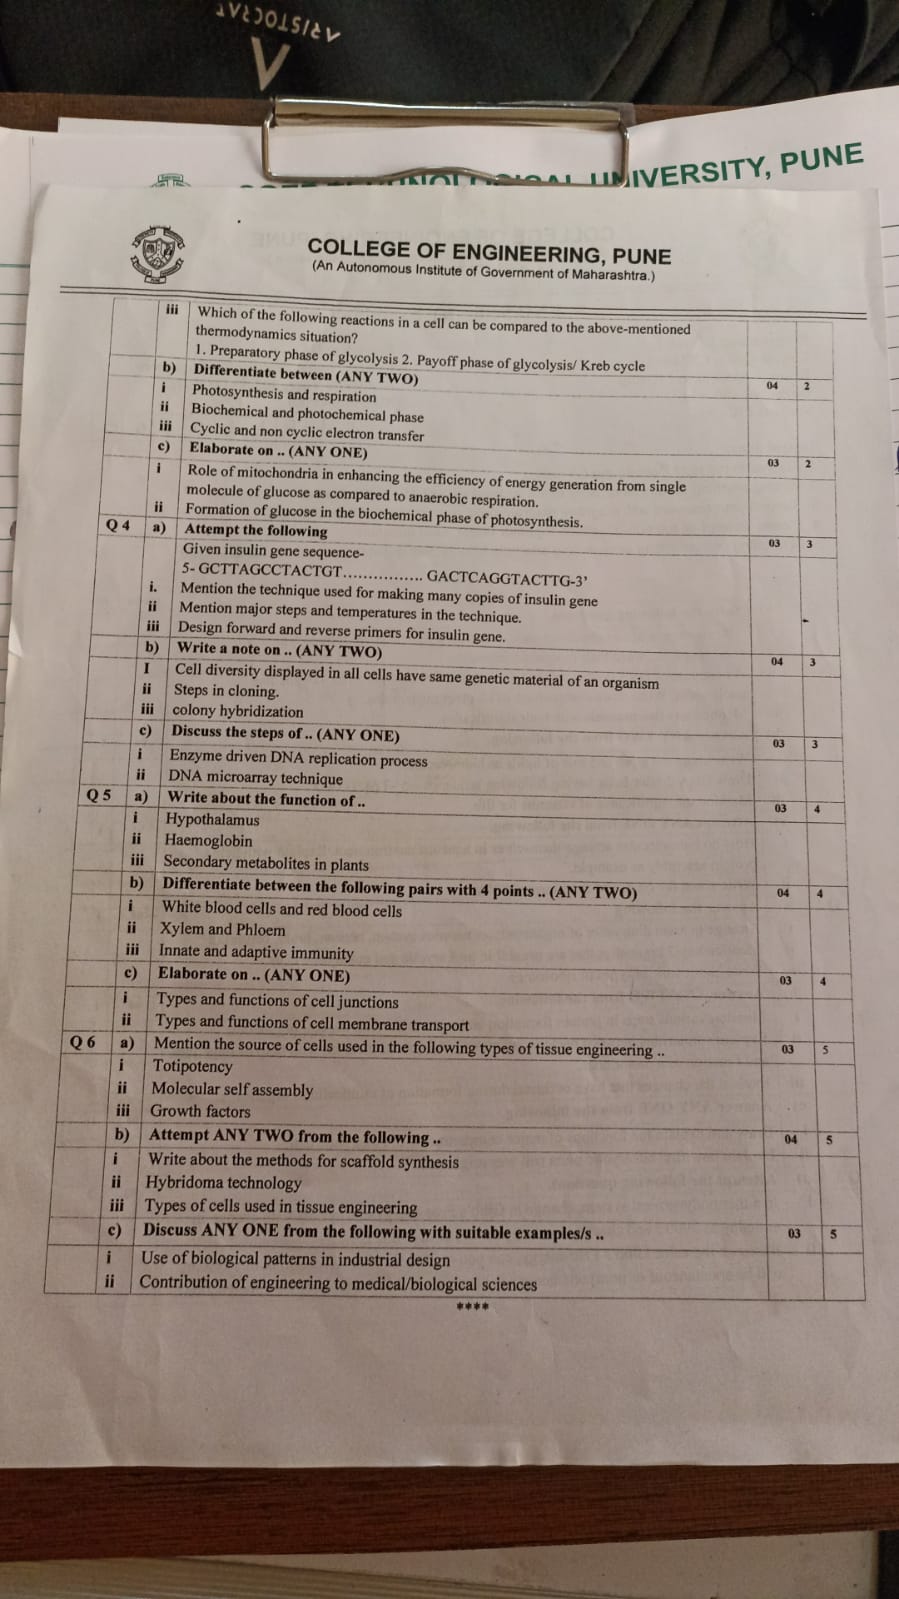 ARISTOCRAT
UNIVERSITY, PUNE
COLLEGE OF ENGINEERING, PUNE
(An Autonomous Institute of Government of Maharashtra.)
iii Which of the following reactions in a cell can be compared to the above-mentioned
thermodynamics situation?
1. Preparatory phase of glycolysis 2. Payoff phase of glycolysis/ Kreb cycle
b) Differentiate between (ANY TWO) 04 2
i Photosynthesis and respiration
ii Biochemical and photochemical phase
iii Cyclic and non cyclic electron transfer
c) Elaborate on .. (ANY ONE) 03 2
i Role of mitochondria in enhancing the efficiency of energy generation from single
molecule of glucose as compared to anaerobic respiration.
ii Formation of glucose in the biochemical phase of photosynthesis.
Q 4 a) Attempt the following 03 3
Given insulin gene sequence-
5- GCTTAGCCTACTGT................ GACTCAGGTACTTG-3’
i. Mention the technique used for making many copies of insulin gene
ii Mention major steps and temperatures in the technique.
iii Design forward and reverse primers for insulin gene.
b) Write a note on .. (ANY TWO) 04 3
I Cell diversity displayed in all cells have same genetic material of an organism
ii Steps in cloning.
iii colony hybridization
c) Discuss the steps of .. (ANY ONE) 03 3
i Enzyme driven DNA replication process
ii DNA microarray technique
Q 5 a) Write about the function of .. 03 4
i Hypothalamus
ii Haemoglobin
iii Secondary metabolites in plants
b) Differentiate between the following pairs with 4 points .. (ANY TWO) 04 4
i White blood cells and red blood cells
ii Xylem and Phloem
iii Innate and adaptive immunity
c) Elaborate on .. (ANY ONE) 03 4
i Types and functions of cell junctions
ii Types and functions of cell membrane transport
Q 6 a) Mention the source of cells used in the following types of tissue engineering .. 03 5
i Totipotency
ii Molecular self assembly
iii Growth factors
b) Attempt ANY TWO from the following .. 04 5
i Write about the methods for scaffold synthesis
ii Hybridoma technology
iii Types of cells used in tissue engineering
c) Discuss ANY ONE from the following with suitable examples/s .. 03 5
i Use of biological patterns in industrial design
ii Contribution of engineering to medical/biological sciences
****